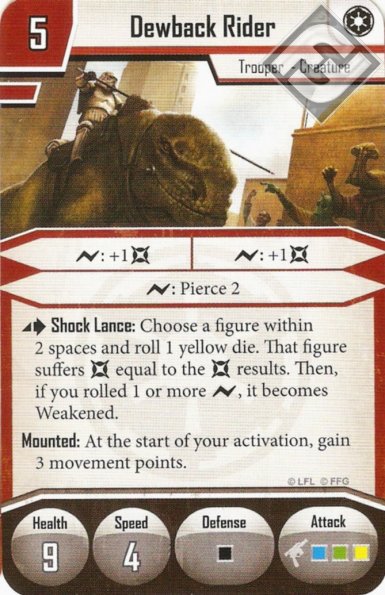 5
Dewback Rider
Trooper - Creature
: +1
: +1
: Pierce 2
Shock Lance: Choose a figure within
2 spaces and roll 1 yellow die. That figure
suffers equal to the results. Then,
if you rolled 1 or more , it becomes
Weakened.
Mounted: At the start of your activation, gain
3 movement points.
© LFL © FFG
Health Speed Defense Attack
9 4